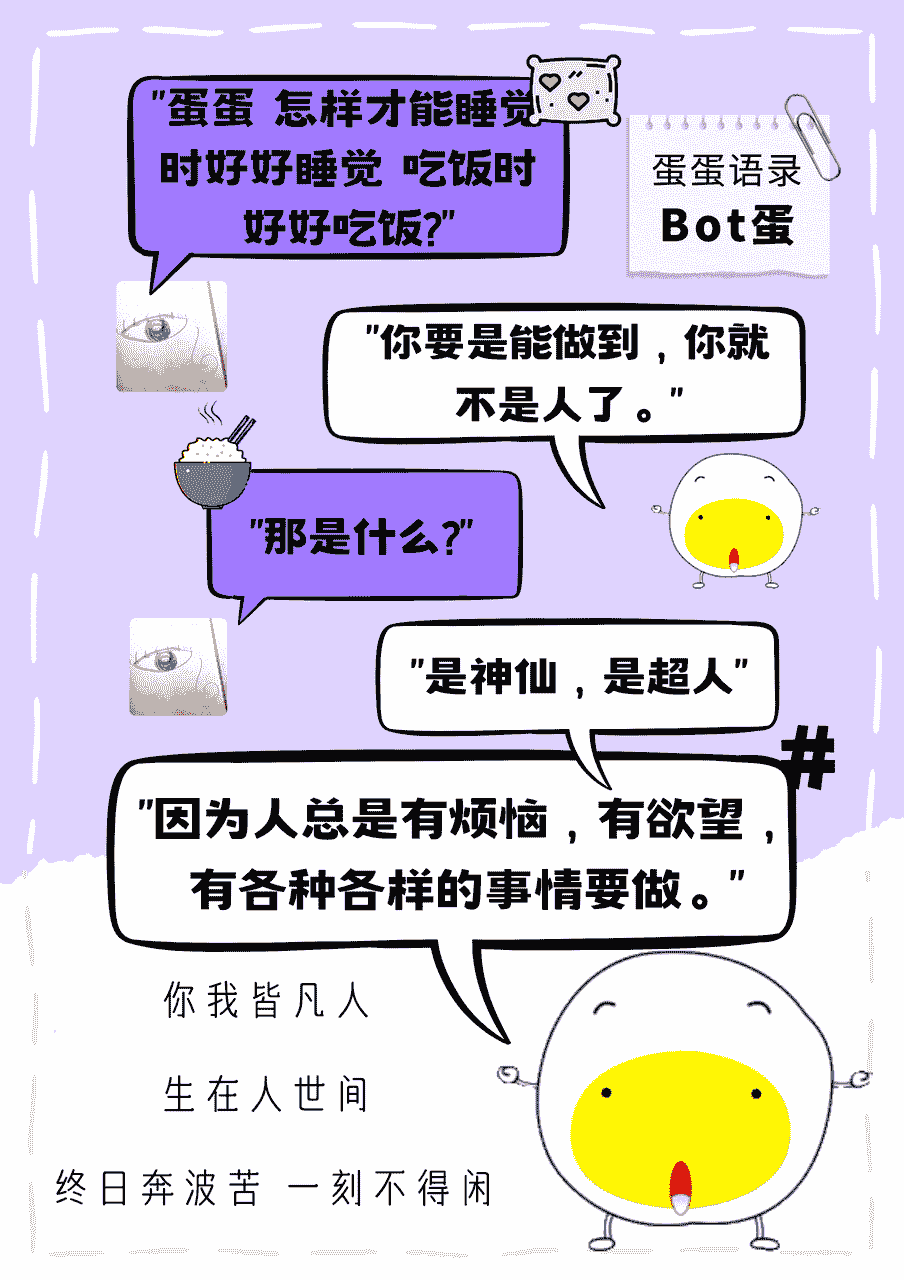 "蛋蛋 怎样才能睡觉
时好好睡觉 吃饭时
好好吃饭?"
蛋蛋语录
Bot蛋
"你要是能做到，你就
不是人了。"
"那是什么?"
"是神仙，是超人"
#
"因为人总是有烦恼，有欲望，
有各种各样的事情要做。"
你我皆凡人
生在人世间
终日奔波苦 一刻不得闲